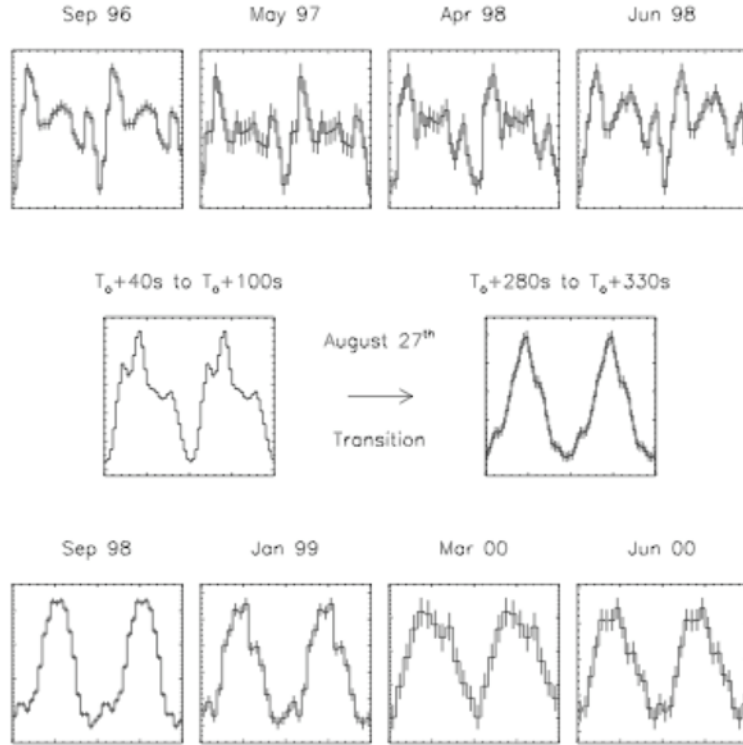 Sep 96 May 97 Apr 98 Jun 98
T₀+40s to T₀+100s T₀+280s to T₀+330s
August 27ᵗʰ
Transition
Sep 98 Jan 99 Mar 00 Jun 00